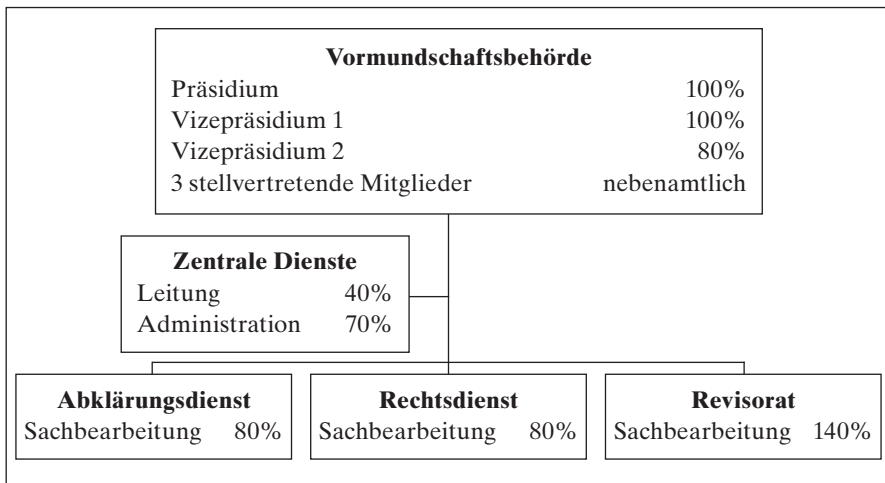 Vormundschaftsbehörde
Präsidium 100%
Vizepräsidium 1 100%
Vizepräsidium 2 80%
3 stellvertretende Mitglieder nebenamtlich
Zentrale Dienste
Leitung 40%
Administration 70%
Abklärungsdienst
Sachbearbeitung 80%
Rechtsdienst
Sachbearbeitung 80%
Revisorat
Sachbearbeitung 140%